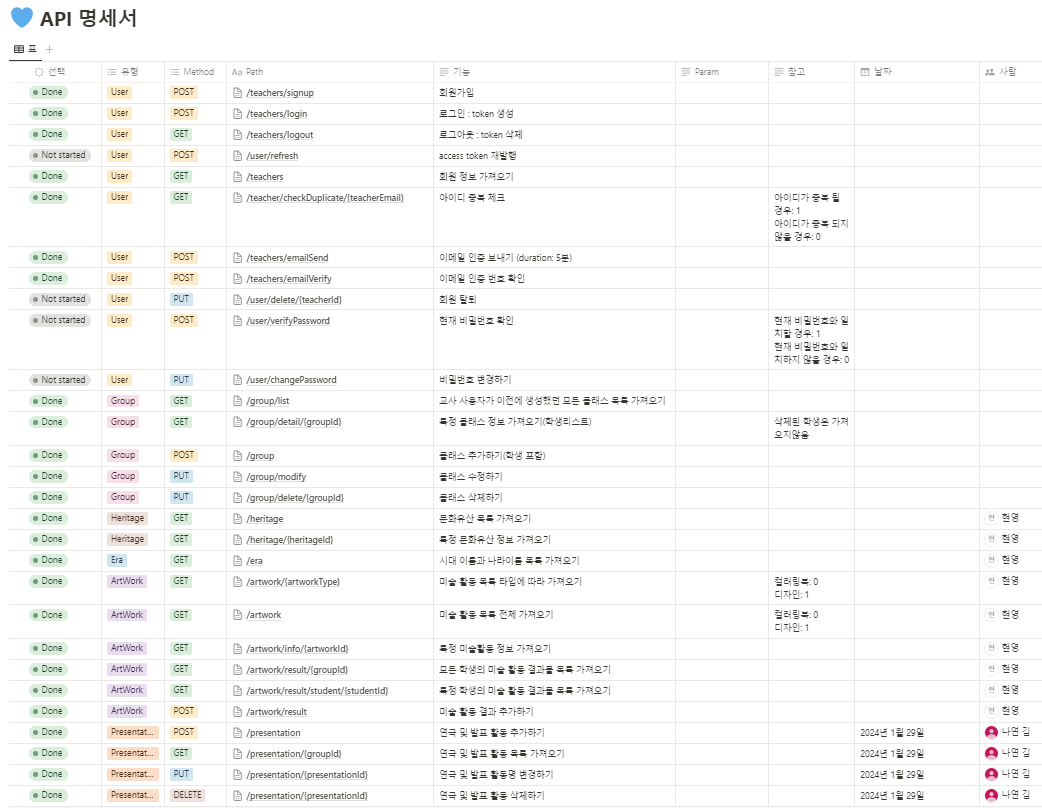 API 명세서
표
선택 유형 Method Aa Path 기능 Param 참고 날짜 사람
Done User POST /teachers/signup 회원가입
Done User POST /teachers/login 로그인 : token 생성
Done User GET /teachers/logout 로그아웃 : token 삭제
Not started User POST /user/refresh access token 재발행
Done User GET /teachers 회원 정보 가져오기
Done User GET /teacher/checkDuplicate/{teacherEmail} 아이디 중복 체크 아이디가 중복 될
경우: 1
아이디가 중복 되지
않을 경우: 0
Done User POST /teachers/emailSend 이메일 인증 보내기 (duration: 5분)
Done User POST /teachers/emailVerify 이메일 인증 번호 확인
Not started User PUT /user/delete/{teacherId} 회원 탈퇴
Not started User POST /user/verifyPassword 현재 비밀번호 확인 현재 비밀번호와 일
치할 경우: 1
현재 비밀번호와 일
치하지 않을 경우: 0
Not started User PUT /user/changePassword 비밀번호 변경하기
Done Group GET /group/list 교사 사용자가 이전에 생성했던 모든 클래스 목록 가져오기
Done Group GET /group/detail/{groupId} 특정 클래스 정보 가져오기(학생리스트) 삭제된 학생은 가져
오지않음
Done Group POST /group 클래스 추가하기(학생 포함)
Done Group PUT /group/modify 클래스 수정하기
Done Group PUT /group/delete/{groupId} 클래스 삭제하기
Done Heritage GET /heritage 문화유산 목록 가져오기 현 현영
Done Heritage GET /heritage/{heritageId} 특정 문화유산 정보 가져오기 현 현영
Done Era GET /era 시대 이름과 나라이름 목록 가져오기 현 현영
Done ArtWork GET /artwork/{artworkType} 미술 활동 목록 타입에 따라 가져오기 컬러링북: 0 현 현영
디자인: 1
Done ArtWork GET /artwork 미술 활동 목록 전체 가져오기 컬러링북: 0 현 현영
디자인: 1
Done ArtWork GET /artwork/info/{artworkId} 특정 미술활동 정보 가져오기 현 현영
Done ArtWork GET /artwork/result/{groupId} 모든 학생의 미술 활동 결과물 목록 가져오기 현 현영
Done ArtWork GET /artwork/result/student/{studentId} 특정 학생의 미술 활동 결과물 목록 가져오기 현 현영
Done ArtWork POST /artwork/result 미술 활동 결과 추가하기 현 현영
Done Presentat... POST /presentation 연극 및 발표 활동 추가하기 2024년 1월 29일 나연 김
Done Presentat... GET /presentation/{groupId} 연극 및 발표 활동 목록 가져오기 2024년 1월 29일 나연 김
Done Presentat... PUT /presentation/{presentationId} 연극 및 발표 활동명 변경하기 2024년 1월 29일 나연 김
Done Presentat... DELETE /presentation/{presentationId} 연극 및 발표 활동 삭제하기 2024년 1월 29일 나연 김